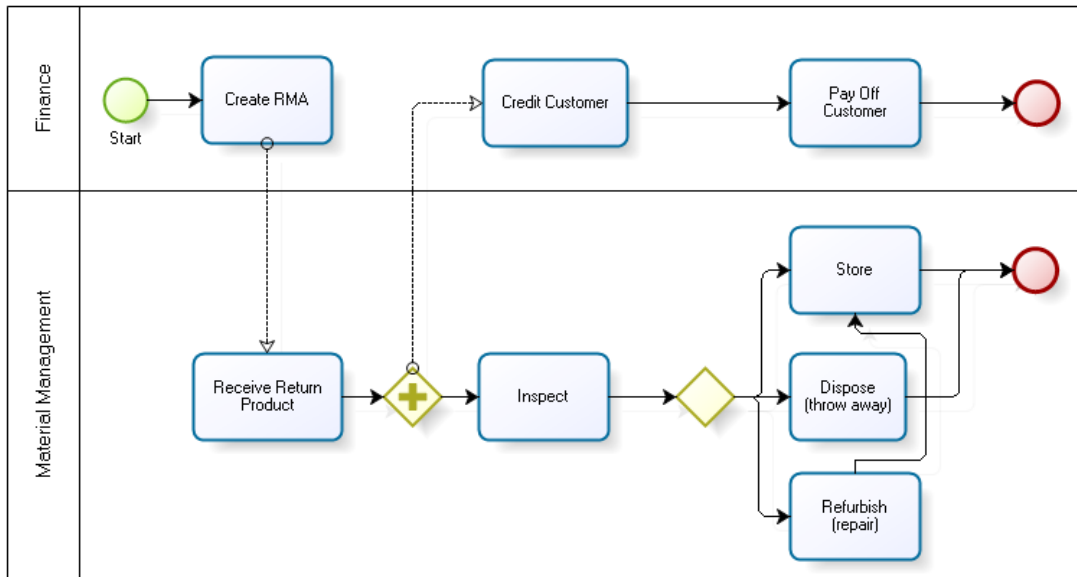 Finance
Start
Create RMA
Credit Customer
Pay Off
Customer
Material Management
Receive Return
Product
Inspect
Store
Dispose
(throw away)
Refurbish
(repair)